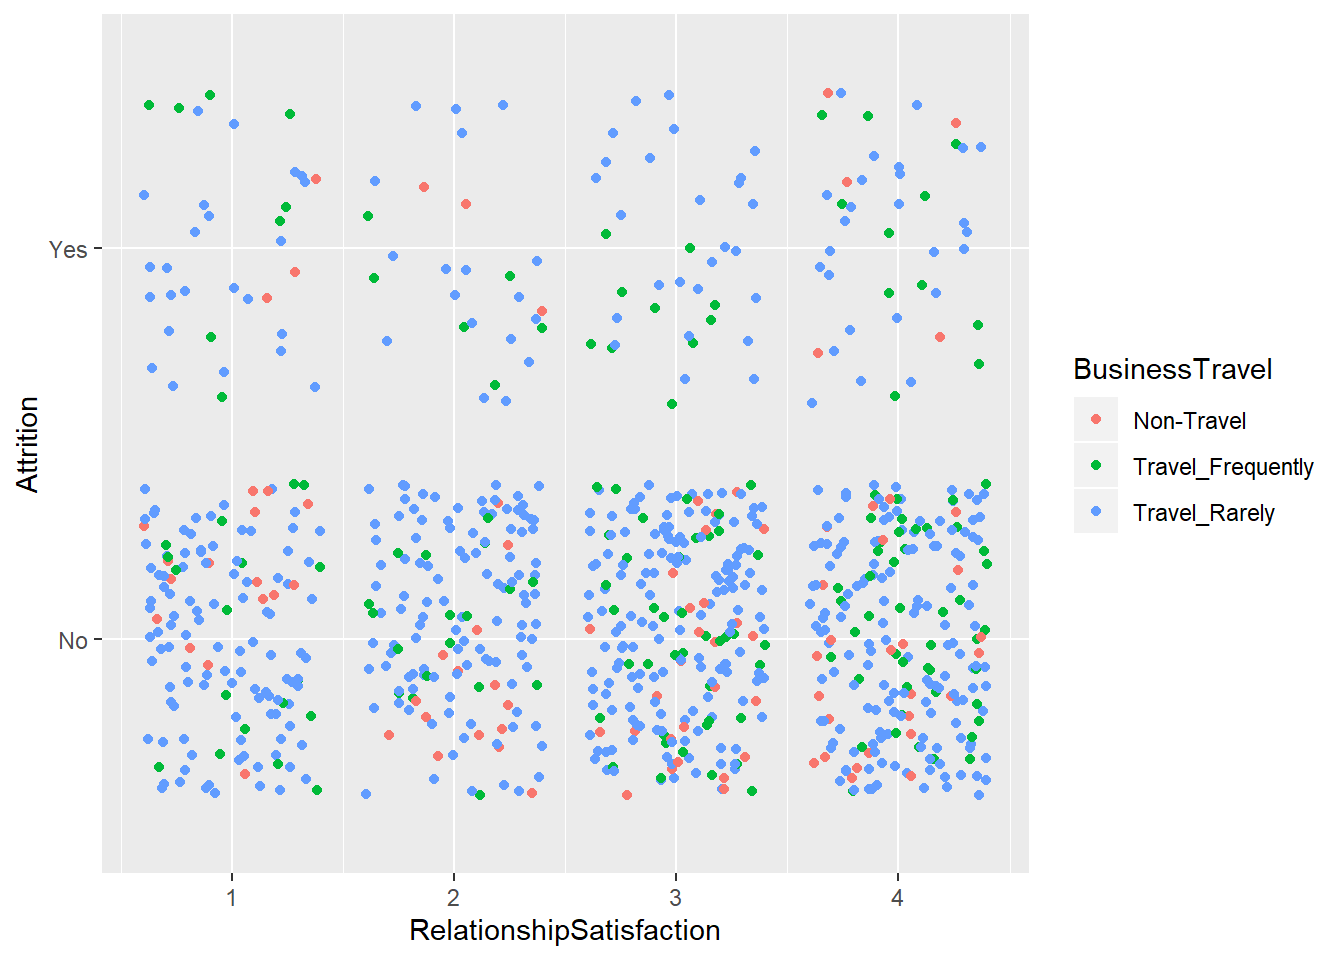 Yes
No
Attrition
1 2 3 4
RelationshipSatisfaction
BusinessTravel
Non-Travel
Travel_Frequently
Travel_Rarely